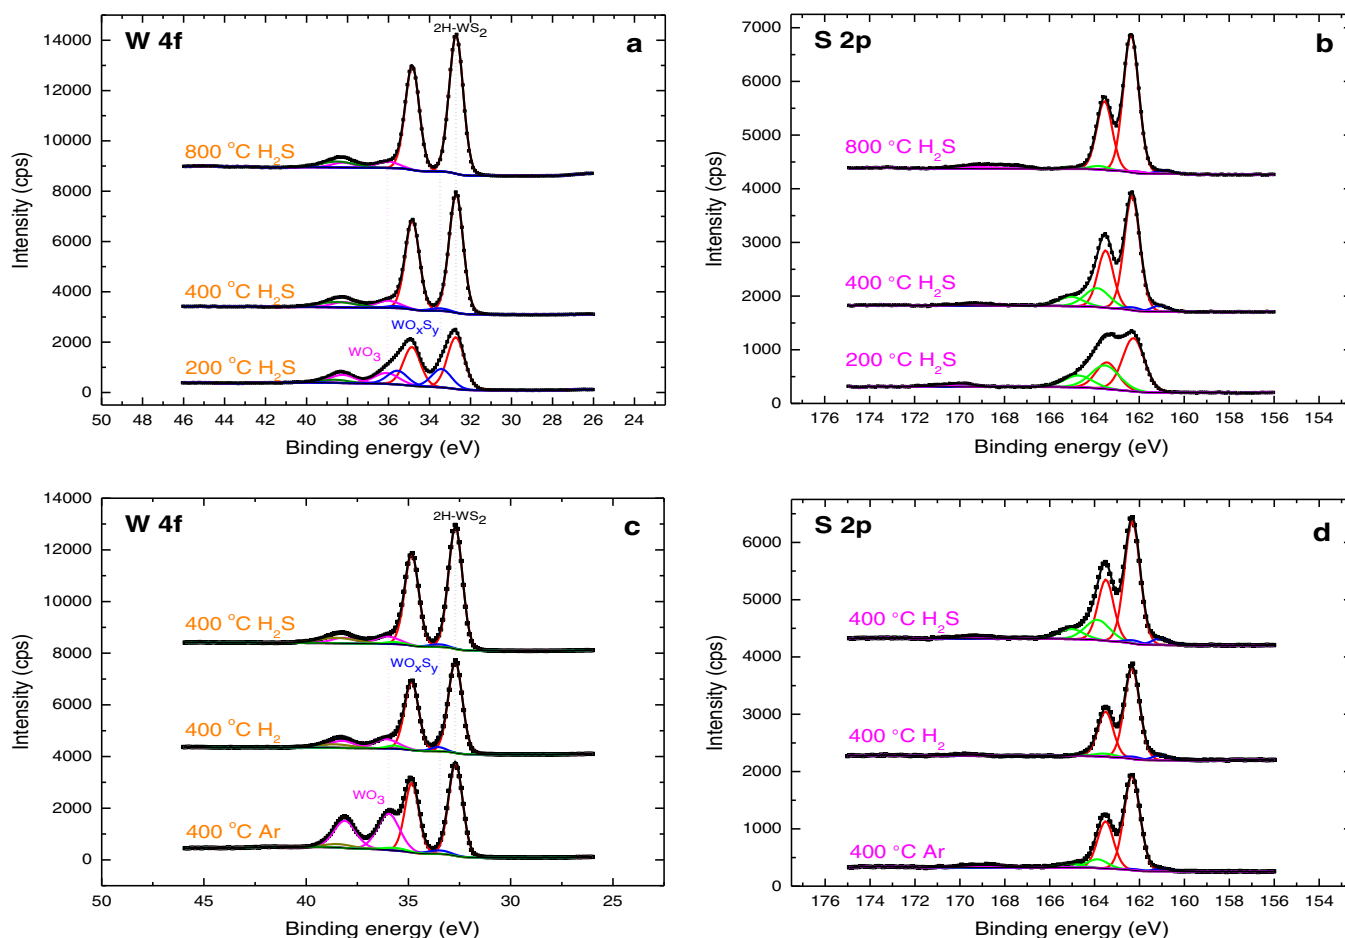 W 4f
2H-WS2
a
800 °C H2S
400 °C H2S
WOxSy
WO3
200 °C H2S
Intensity (cps)
14000
12000
10000
8000
6000
4000
2000
0
50 48 46 44 42 40 38 36 34 32 30 28 26 24
Binding energy (eV)
S 2p
b
800 °C H2S
400 °C H2S
200 °C H2S
Intensity (cps)
7000
6000
5000
4000
3000
2000
1000
0
176 174 172 170 168 166 164 162 160 158 156 154
Binding energy (eV)
W 4f
2H-WS2
c
400 °C H2S
WOxSy
400 °C H2
WO3
400 °C Ar
Intensity (cps)
14000
12000
10000
8000
6000
4000
2000
0
50 45 40 35 30 25
Binding energy (eV)
S 2p
d
400 °C H2S
400 °C H2
400 °C Ar
Intensity (cps)
6000
5000
4000
3000
2000
1000
0
176 174 172 170 168 166 164 162 160 158 156 154
Binding energy (eV)